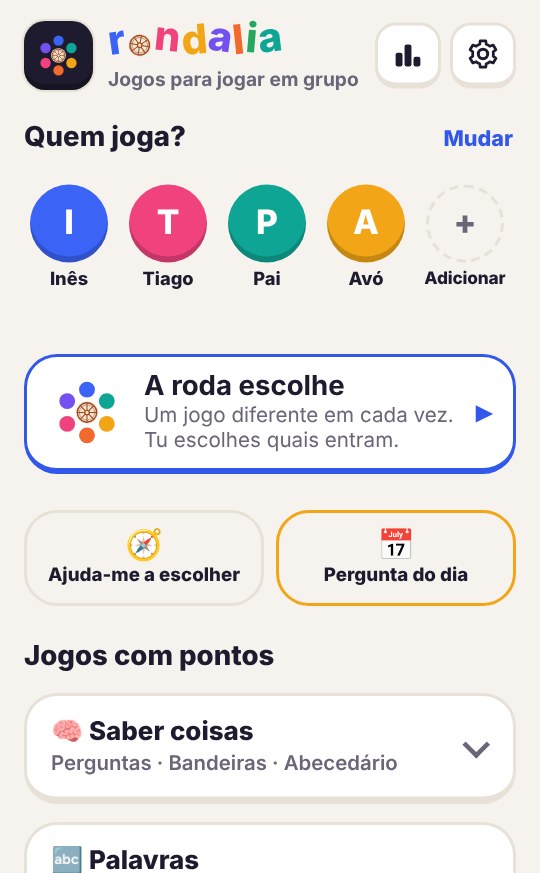 rondalia
Jogos para jogar em grupo
Quem joga?
Mudar
I
T
P
A
+
Inês
Tiago
Pai
Avó
Adicionar
A roda escolhe
Um jogo diferente em cada vez.
Tu escolhes quais entram.
July
17
Ajuda-me a escolher
Pergunta do dia
Jogos com pontos
Saber coisas
Perguntas · Bandeiras · Abecedário
abc
Palavras